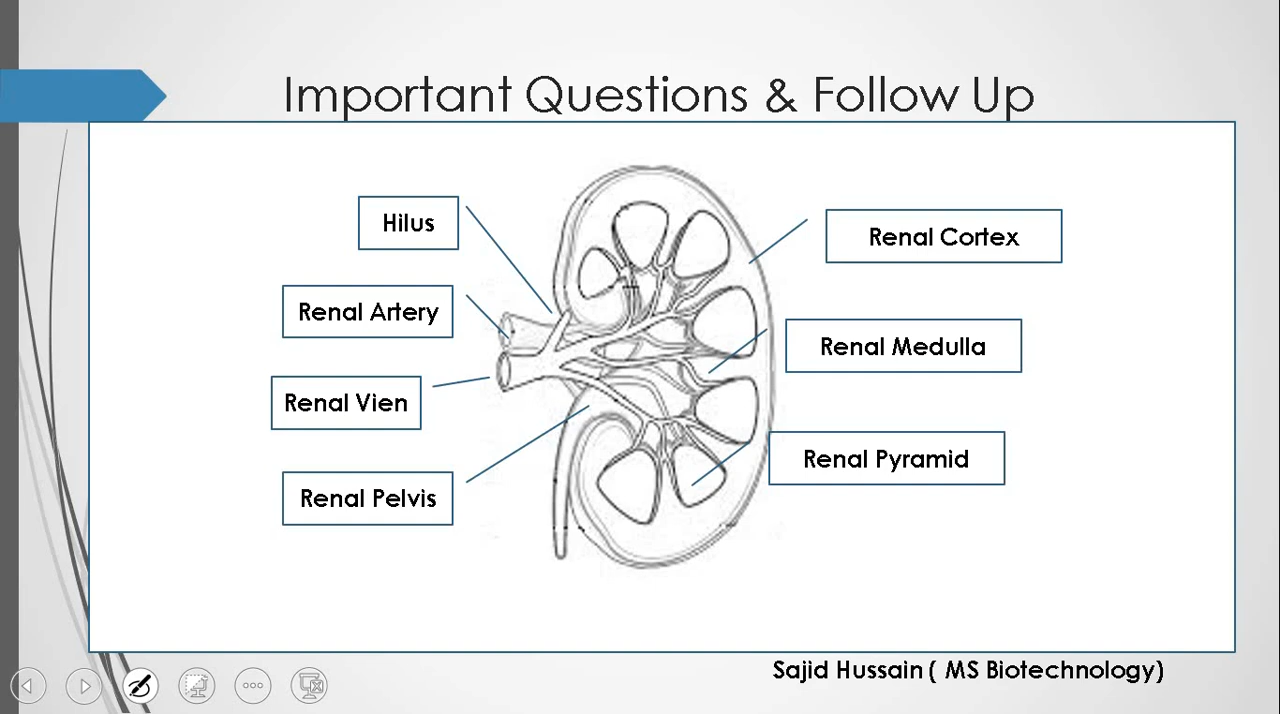 Important Questions & Follow Up
Hilus
Renal Artery
Renal Vien
Renal Pelvis
Renal Cortex
Renal Medulla
Renal Pyramid
Sajid Hussain ( MS Biotechnology)